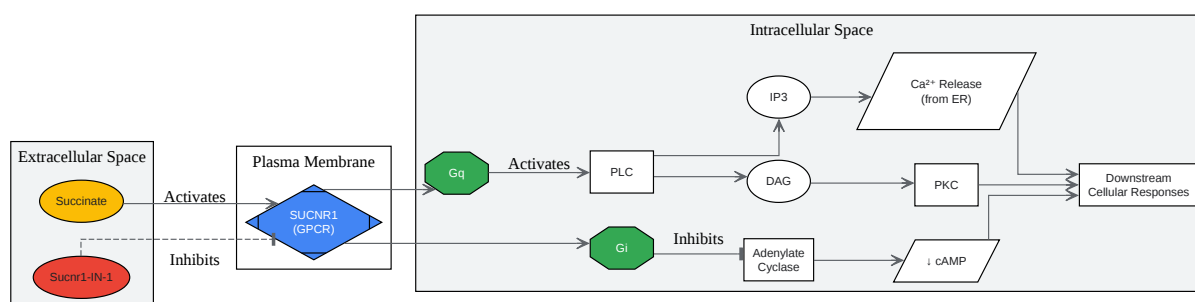 Extracellular Space
Succinate
Sucnr1-IN-1
Activates
Inhibits
Plasma Membrane
SUCNR1
(GPCR)
Intracellular Space
Gq
Activates
PLC
IP3
DAG
Ca²⁺ Release
(from ER)
PKC
Gi
Inhibits
Adenylate
Cyclase
↓ cAMP
Downstream
Cellular Responses